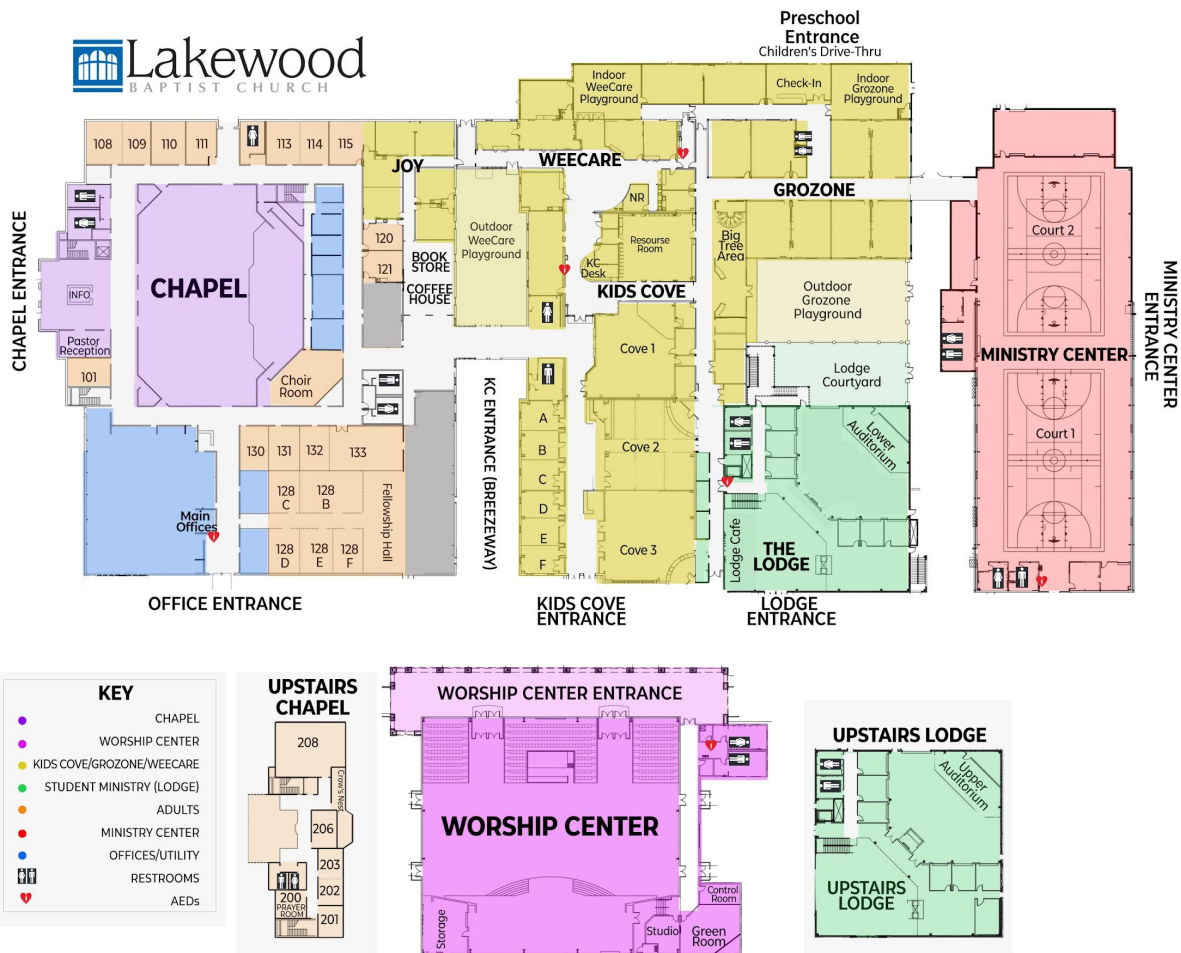 Lakewood
BAPTIST CHURCH
Preschool
Entrance
Children's Drive-Thru
Indoor
WeeCare
Playground
Check-In
Indoor
Grozone
Playground
108
109
110
111
113
114
115
JOY
WEECARE
GROZONE
NR
CHAPEL ENTRANCE
CHAPEL
INFO
Pastor
Reception
101
Choir
Room
120
121
BOOK
STORE
COFFEE
HOUSE
Outdoor
WeeCare
Playground
Resourse
Room
KC
Desk
KIDS COVE
Big
Tree
Area
Outdoor
Grozone
Playground
Lodge
Courtyard
Court 2
MINISTRY CENTER
Court 1
MINISTRY CENTER
ENTRANCE
Cove 1
Cove 2
Cove 3
A
B
C
D
E
F
KC ENTRANCE (BREEZEWAY)
130
131
132
133
128
C
128
B
128
D
128
E
128
F
Fellowship Hall
Main
Offices
Lower
Auditorium
Lodge Cafe
THE
LODGE
OFFICE ENTRANCE
KIDS COVE
ENTRANCE
LODGE
ENTRANCE
KEY
CHAPEL
WORSHIP CENTER
KIDS COVE/GROZONE/WEECARE
STUDENT MINISTRY (LODGE)
ADULTS
MINISTRY CENTER
OFFICES/UTILITY
RESTROOMS
AEDs
UPSTAIRS
CHAPEL
208
Crow's Nest
206
203
202
201
200
PRAYER
ROOM
WORSHIP CENTER ENTRANCE
WORSHIP CENTER
Control
Room
Storage
Studio
Green
Room
UPSTAIRS LODGE
Upper
Auditorium
UPSTAIRS
LODGE